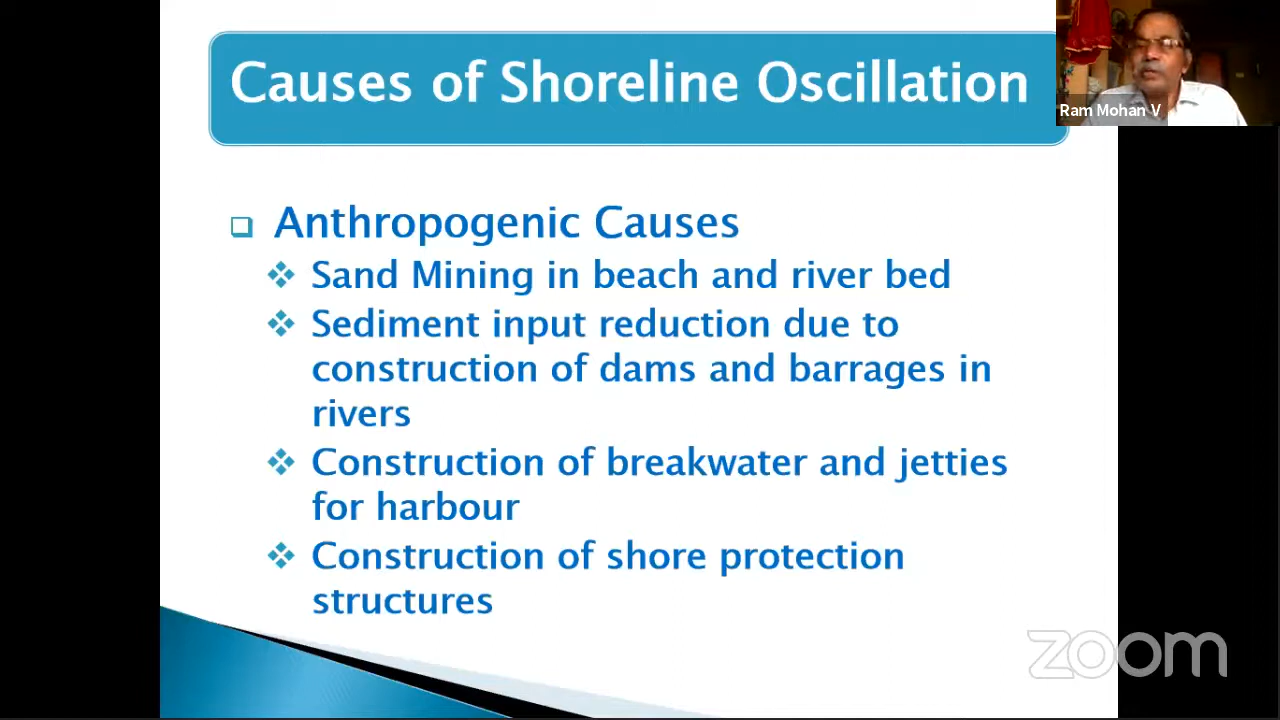 Causes of Shoreline Oscillation
Ram Mohan V
Anthropogenic Causes
Sand Mining in beach and river bed
Sediment input reduction due to
construction of dams and barrages in
rivers
Construction of breakwater and jetties
for harbour
Construction of shore protection
structures
zoom